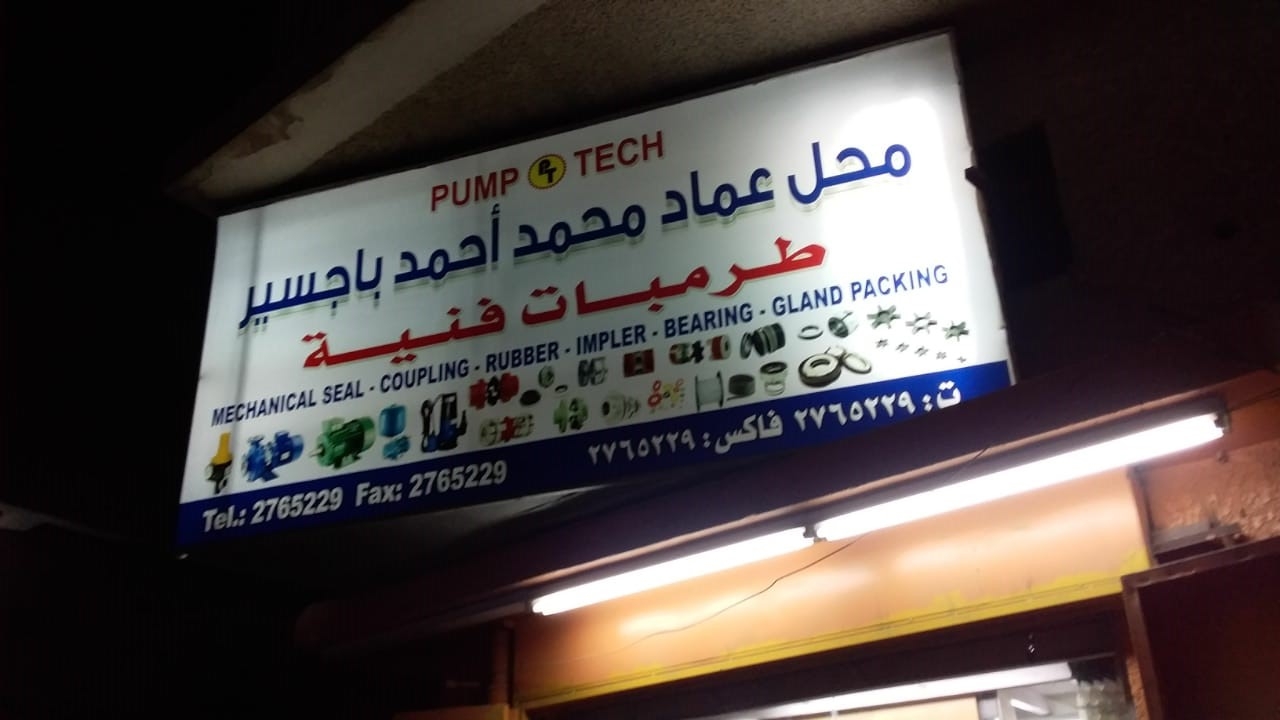 PUMP PT TECH
محل عماد محمد أحمد باجسير
طرمبات فنية
MECHANICAL SEAL - COUPLING - RUBBER - IMPLER - BEARING - GLAND PACKING
ت: ٢٧٦٥٢٢٩ فاكس: ٢٧٦٥٢٢٩
Tel.: 2765229 Fax: 2765229